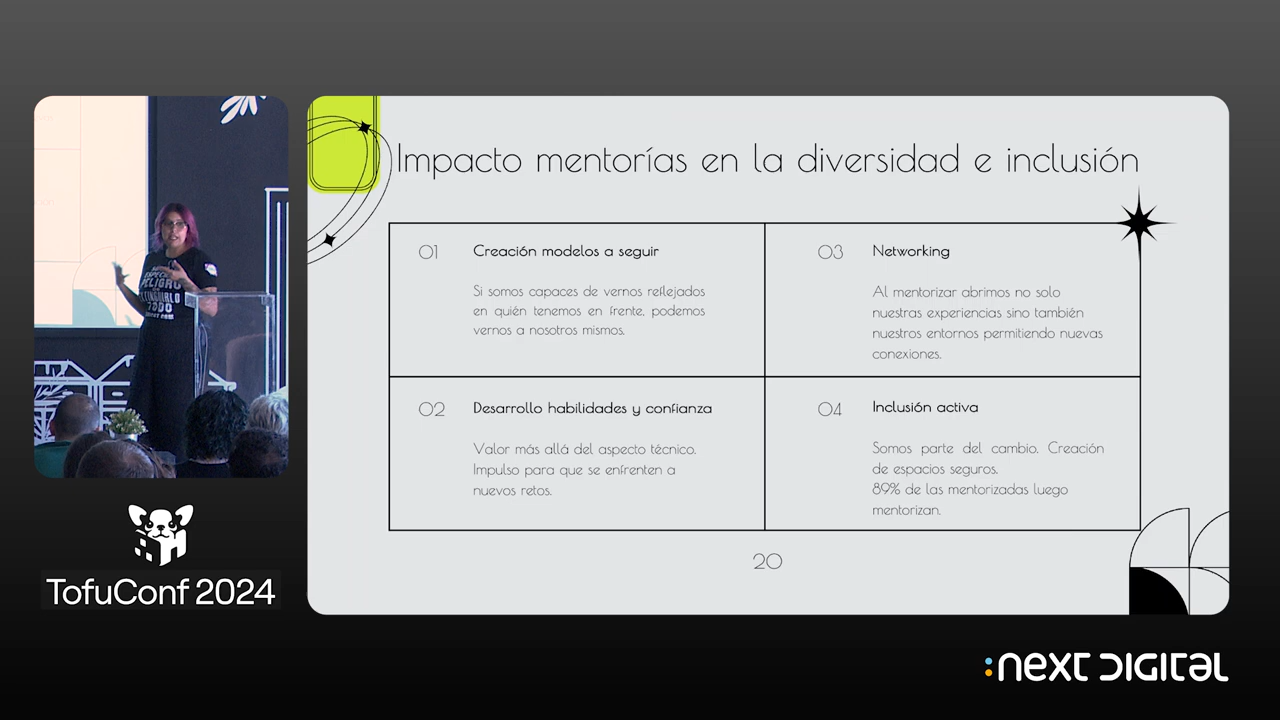 Impacto mentorías en la diversidad e inclusión
01
Creación modelos a seguir
Si somos capaces de vernos reflejados
en quién tenemos en frente, podemos
vernos a nosotros mismos.
02
Desarrollo habilidades y confianza
Valor más allá del aspecto técnico.
Impulso para que se enfrenten a
nuevos retos.
03
Networking
Al mentorizar abrimos no solo
nuestras experiencias sino también
nuestros entornos permitiendo nuevas
conexiones.
04
Inclusión activa
Somos parte del cambio. Creación
de espacios seguros.
89% de las mentorizadas luego
mentorizan.
20
PELIGRO
TODO
TofuConf 2024
:next digital